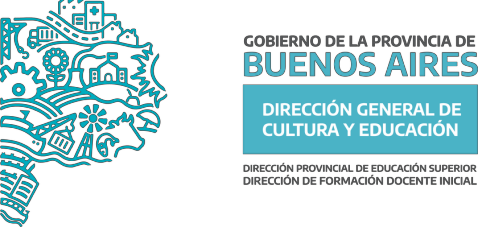 GOBIERNO DE LA PROVINCIA DE
BUENOS AIRES
DIRECCIÓN GENERAL DE
CULTURA Y EDUCACIÓN
DIRECCIÓN PROVINCIAL DE EDUCACIÓN SUPERIOR
DIRECCIÓN DE FORMACIÓN DOCENTE INICIAL